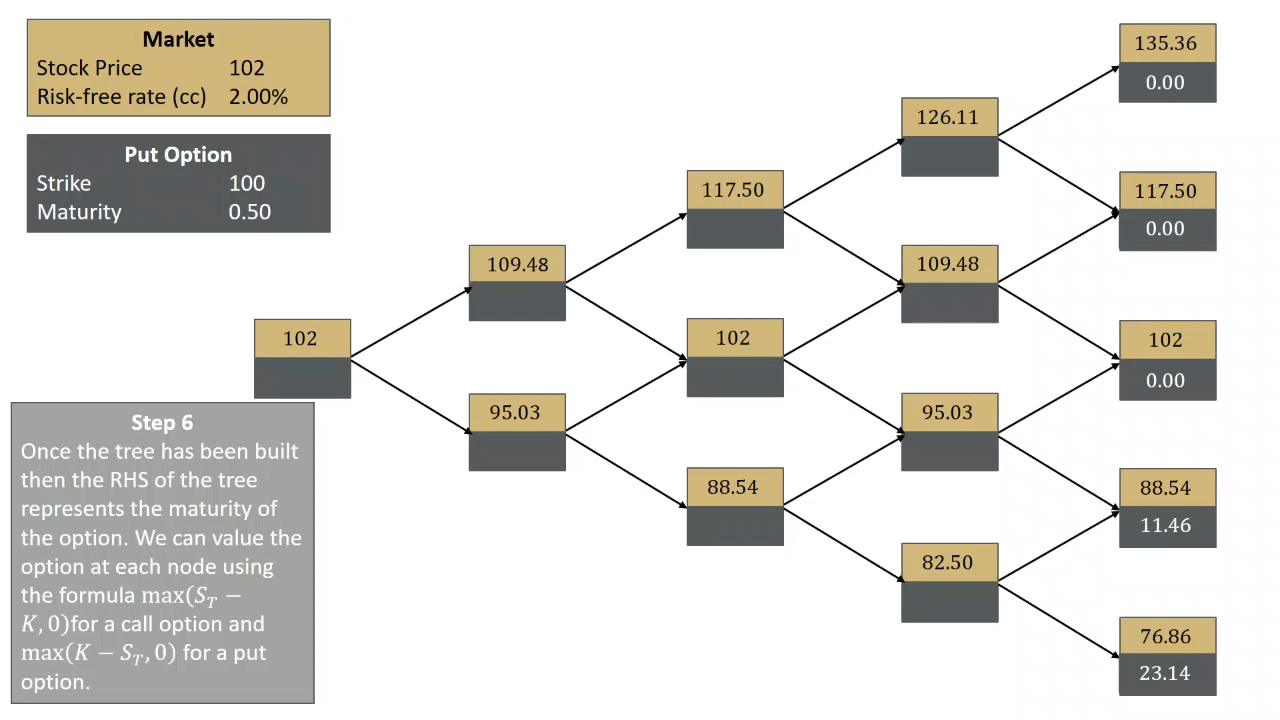 Market
Stock Price 102
Risk-free rate (cc) 2.00%
Put Option
Strike 100
Maturity 0.50
Step 6
Once the tree has been built
then the RHS of the tree
represents the maturity of
the option. We can value the
option at each node using
the formula max(S_T −
K, 0)for a call option and
max(K − S_T, 0) for a put
option.
102
109.48
95.03
117.50
102
88.54
126.11
109.48
95.03
82.50
135.36
0.00
117.50
0.00
102
0.00
88.54
11.46
76.86
23.14